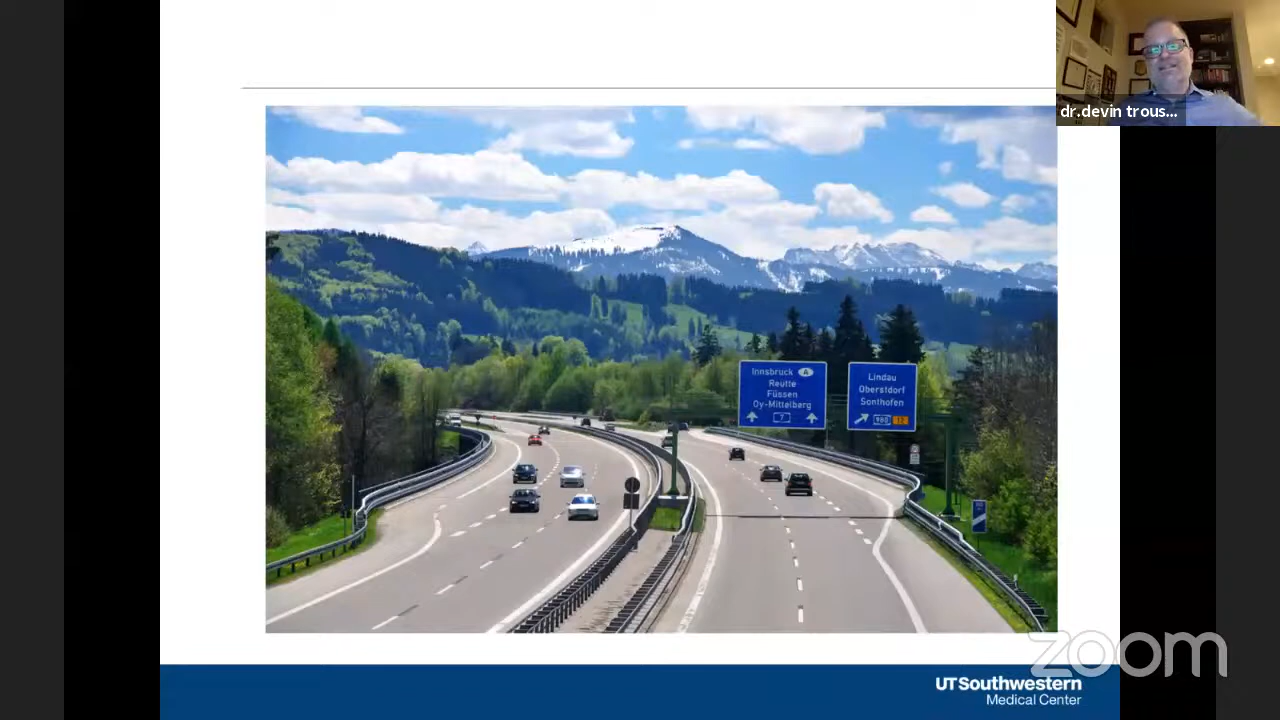 dr.devin trous...
Innsbruck A
Reutte
Füssen
Oy-Mittelberg
7
Lindau
Oberstdorf
Sonthofen
980 12
zoom
UTSouthwestern
Medical Center